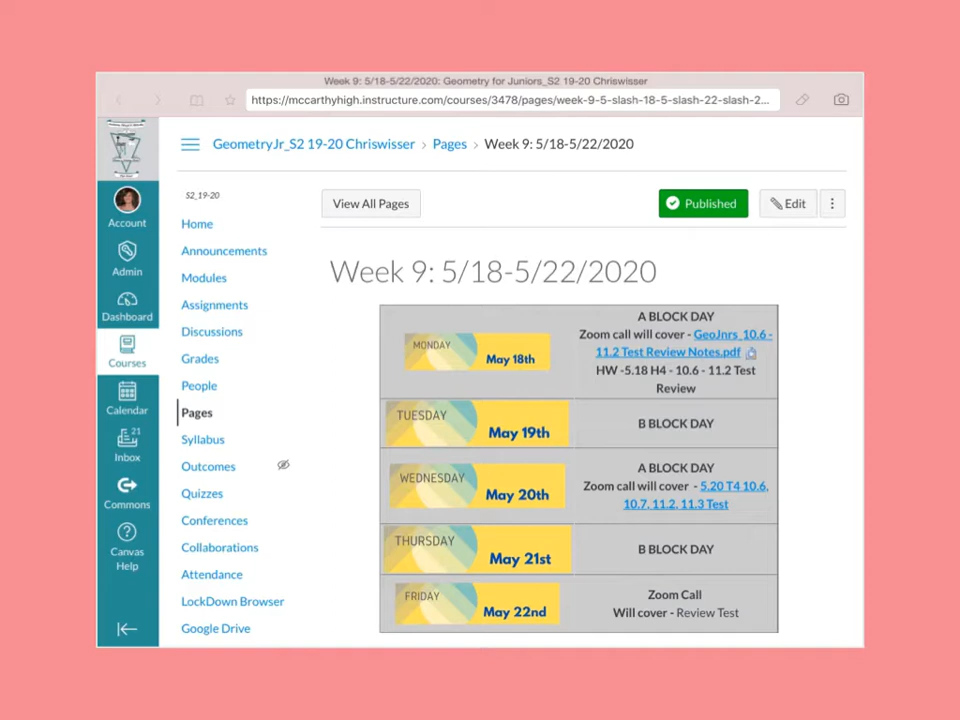 Week 9: 5/18-5/22/2020: Geometry for Juniors_S2 19-20 Chriswisser
https://mccarthyhigh.instructure.com/courses/3478/pages/week-9-5-slash-18-5-slash-22-slash-2...
GeometryJr_S2 19-20 Chriswisser › Pages › Week 9: 5/18-5/22/2020
Account
Admin
Dashboard
Courses
Calendar
21
Inbox
Commons
Canvas
Help
S2_19-20
Home
Announcements
Modules
Assignments
Discussions
Grades
People
Pages
Syllabus
Outcomes
Quizzes
Conferences
Collaborations
Attendance
LockDown Browser
Google Drive
View All Pages
Published
Edit
Week 9: 5/18-5/22/2020
MONDAY
May 18th
A BLOCK DAY
Zoom call will cover - GeoJnrs_10.6 -
11.2 Test Review Notes.pdf
HW -5.18 H4 - 10.6 - 11.2 Test
Review
TUESDAY
May 19th
B BLOCK DAY
WEDNESDAY
May 20th
A BLOCK DAY
Zoom call will cover - 5.20 T4 10.6,
10.7, 11.2, 11.3 Test
THURSDAY
May 21st
B BLOCK DAY
FRIDAY
May 22nd
Zoom Call
Will cover - Review Test